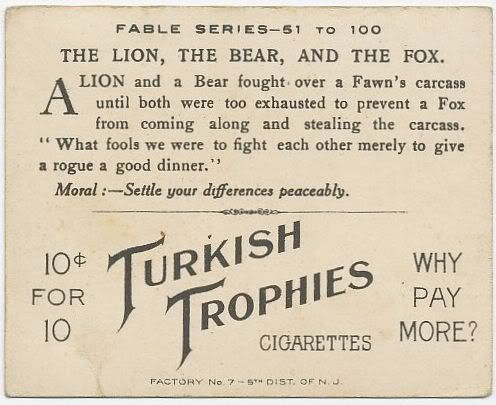 FABLE SERIES—51 TO 100
THE LION, THE BEAR, AND THE FOX.
A LION and a Bear fought over a Fawn's carcass
until both were too exhausted to prevent a Fox
from coming along and stealing the carcass.
"What fools we were to fight each other merely to give
a rogue a good dinner."
Moral:—Settle your differences peaceably.
10¢
FOR
10
TURKISH
TROPHIES
CIGARETTES
WHY
PAY
MORE?
FACTORY No. 7 – 5TH DIST. OF N. J.